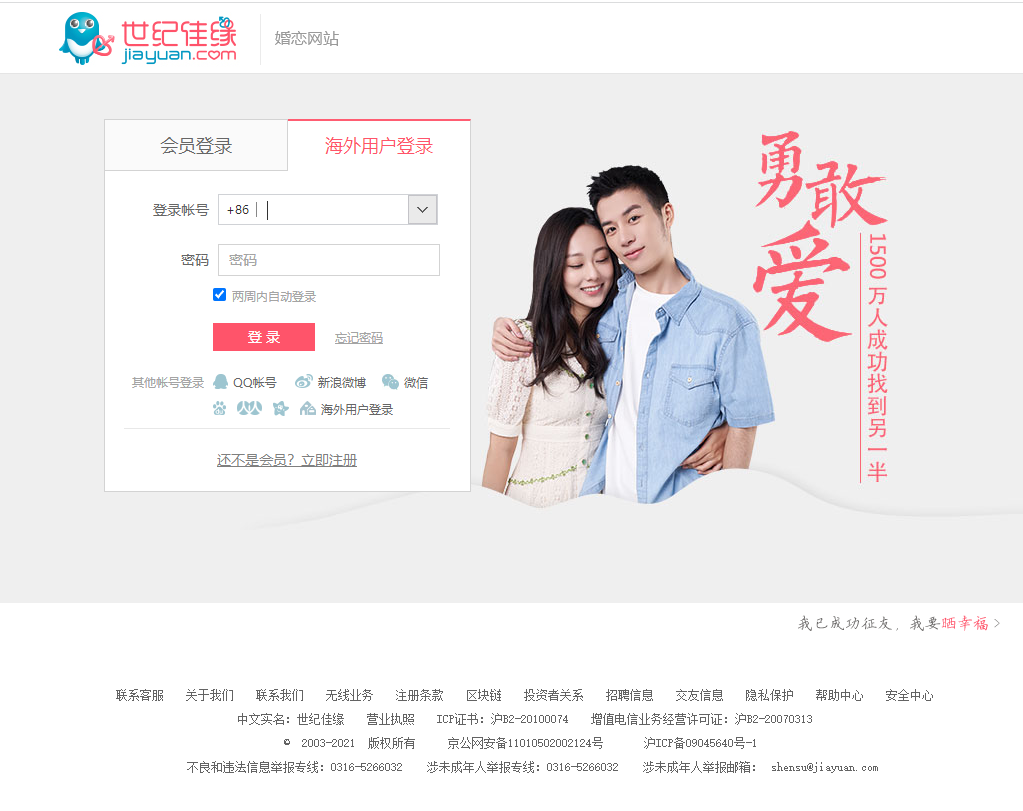 世纪佳缘
jiayuan.com
婚恋网站
会员登录
海外用户登录
登录帐号 +86
密码 密码
两周内自动登录
登录 忘记密码
其他帐号登录 QQ帐号 新浪微博 微信
海外用户登录
还不是会员？立即注册
勇敢
爱
1500万人成功找到另一半
我已成功征友，我要晒幸福 >
联系客服 关于我们 联系我们 无线业务 注册条款 区块链 投资者关系 招聘信息 交友信息 隐私保护 帮助中心 安全中心
中文实名：世纪佳缘 营业执照 ICP证书：沪B2-20100074 增值电信业务经营许可证：沪B2-20070313
© 2003-2021 版权所有 京公网安备11010502002124号 沪ICP备09045640号-1
不良和违法信息举报专线：0316-5266032 涉未成年人举报专线：0316-5266032 涉未成年人举报邮箱： shensu@jiayuan.com